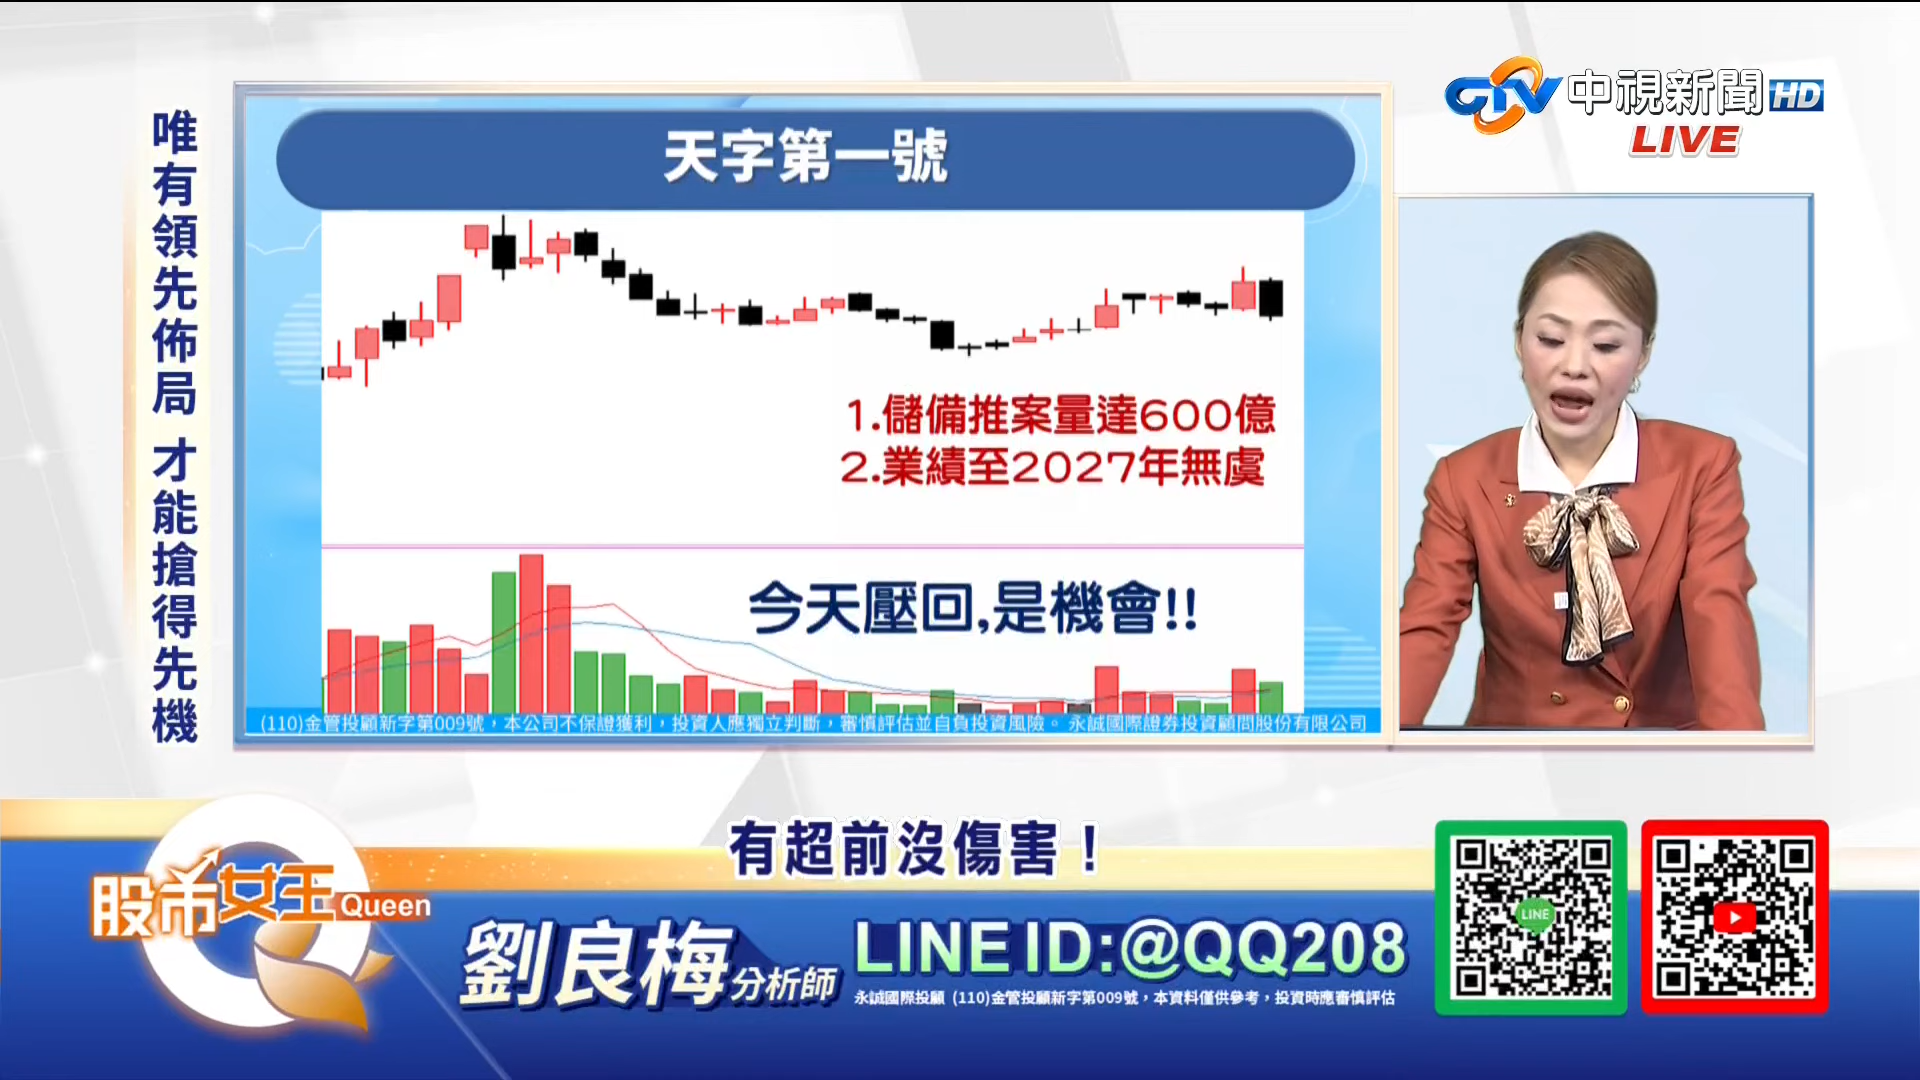 唯有領先佈局 才能搶得先機
天字第一號
1.儲備推案量達600億
2.業績至2027年無虞
今天壓回,是機會!!
(110)金管投顧新字第009號，本公司不保證獲利，投資人應獨立判斷，審慎評估並自負投資風險。 永誠國際證券投資顧問股份有限公司
CTV 中視新聞 HD
LIVE
有超前沒傷害！
股市女王 Queen
劉良梅 分析師
LINE ID:@QQ208
永誠國際投顧 (110)金管投顧新字第009號，本資料僅供參考，投資時應審慎評估
LINE